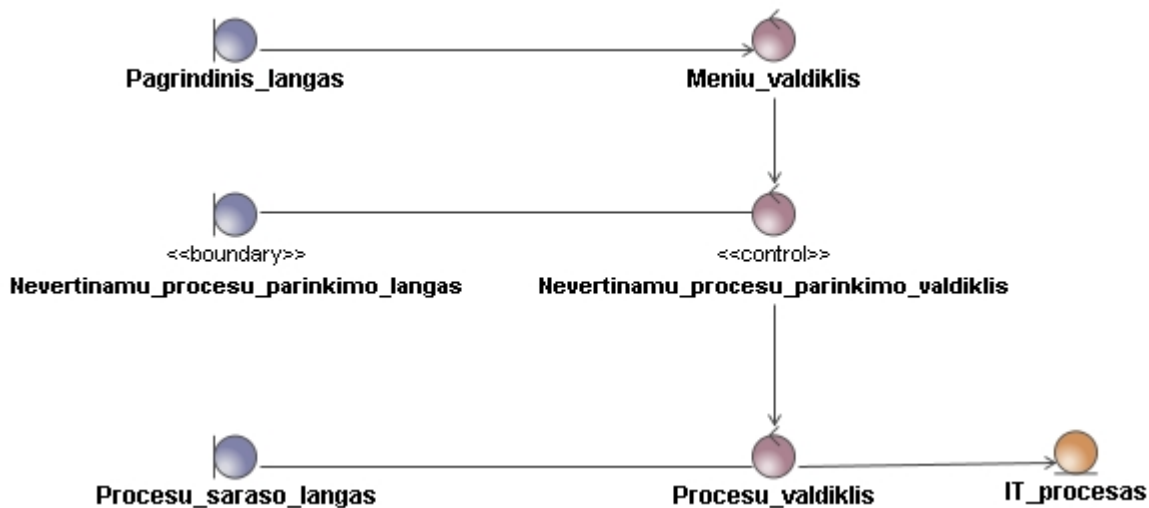 Pagrindinis_langas
Meniu_valdiklis
<<boundary>>
<<control>>
Nevertinamu_procesu_parinkimo_langas
Nevertinamu_procesu_parinkimo_valdiklis
Procesu_saraso_langas
Procesu_valdiklis
IT_procesas